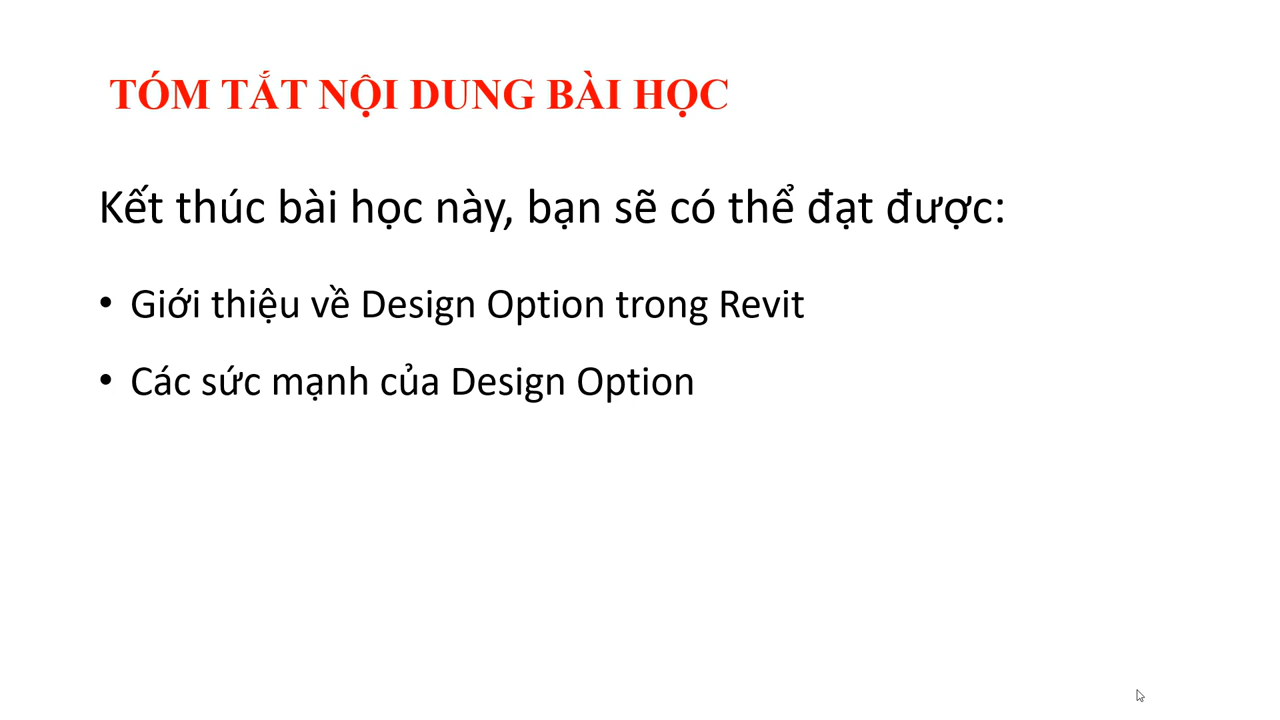 TÓM TẮT NỘI DUNG BÀI HỌC
Kết thúc bài học này, bạn sẽ có thể đạt được:
• Giới thiệu về Design Option trong Revit
• Các sức mạnh của Design Option